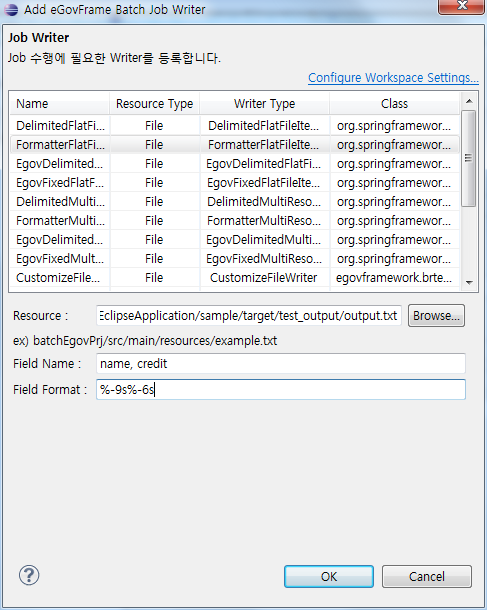 Add eGovFrame Batch Job Writer
Job Writer
Job 수행에 필요한 Writer를 등록합니다.
Configure Workspace Settings...
Name Resource Type Writer Type Class
DelimitedFlatFi... File DelimitedFlatFileIte... org.springframewor...
FormatterFlatFi... File FormatterFlatFileIte... org.springframewor...
EgovDelimited... File EgovDelimitedFlatFi... org.springframewor...
EgovFixedFlatF... File EgovFixedFlatFileIte... org.springframewor...
DelimitedMulti... File DelimitedMultiReso... org.springframewor...
FormatterMulti... File FormatterMultiReso... org.springframewor...
EgovDelimited... File EgovDelimitedMulti... org.springframewor...
EgovFixedMult... File EgovFixedMultiReso... org.springframewor...
CustomizeFile... File CustomizeFileWriter egovframework.brte...
Resource : EclipseApplication/sample/target/test_output/output.txt Browse...
ex) batchEgovPrj/src/main/resources/example.txt
Field Name : name, credit
Field Format : %-9s%-6s
OK Cancel